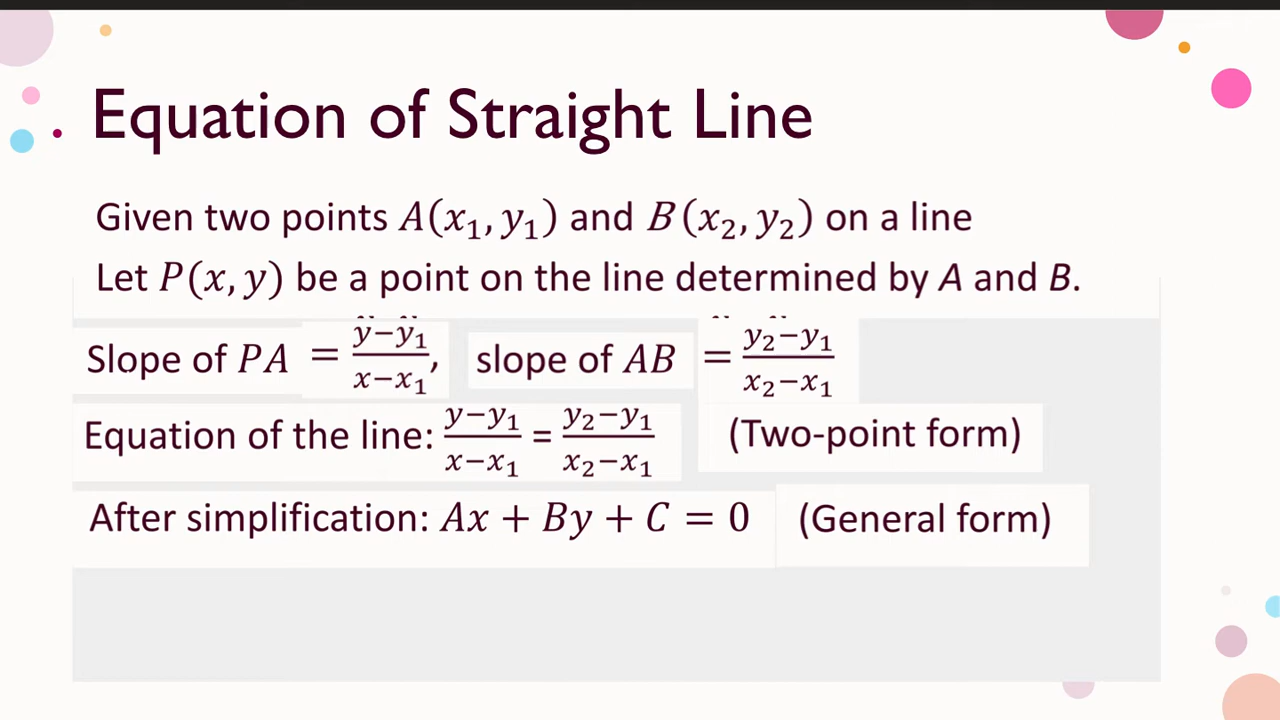 Equation of Straight Line
Given two points A(x₁, y₁) and B(x₂, y₂) on a line
Let P(x, y) be a point on the line determined by A and B.
Slope of PA = (y−y₁)/(x−x₁), slope of AB = (y₂−y₁)/(x₂−x₁)
Equation of the line: (y−y₁)/(x−x₁) = (y₂−y₁)/(x₂−x₁) (Two-point form)
After simplification: Ax + By + C = 0 (General form)